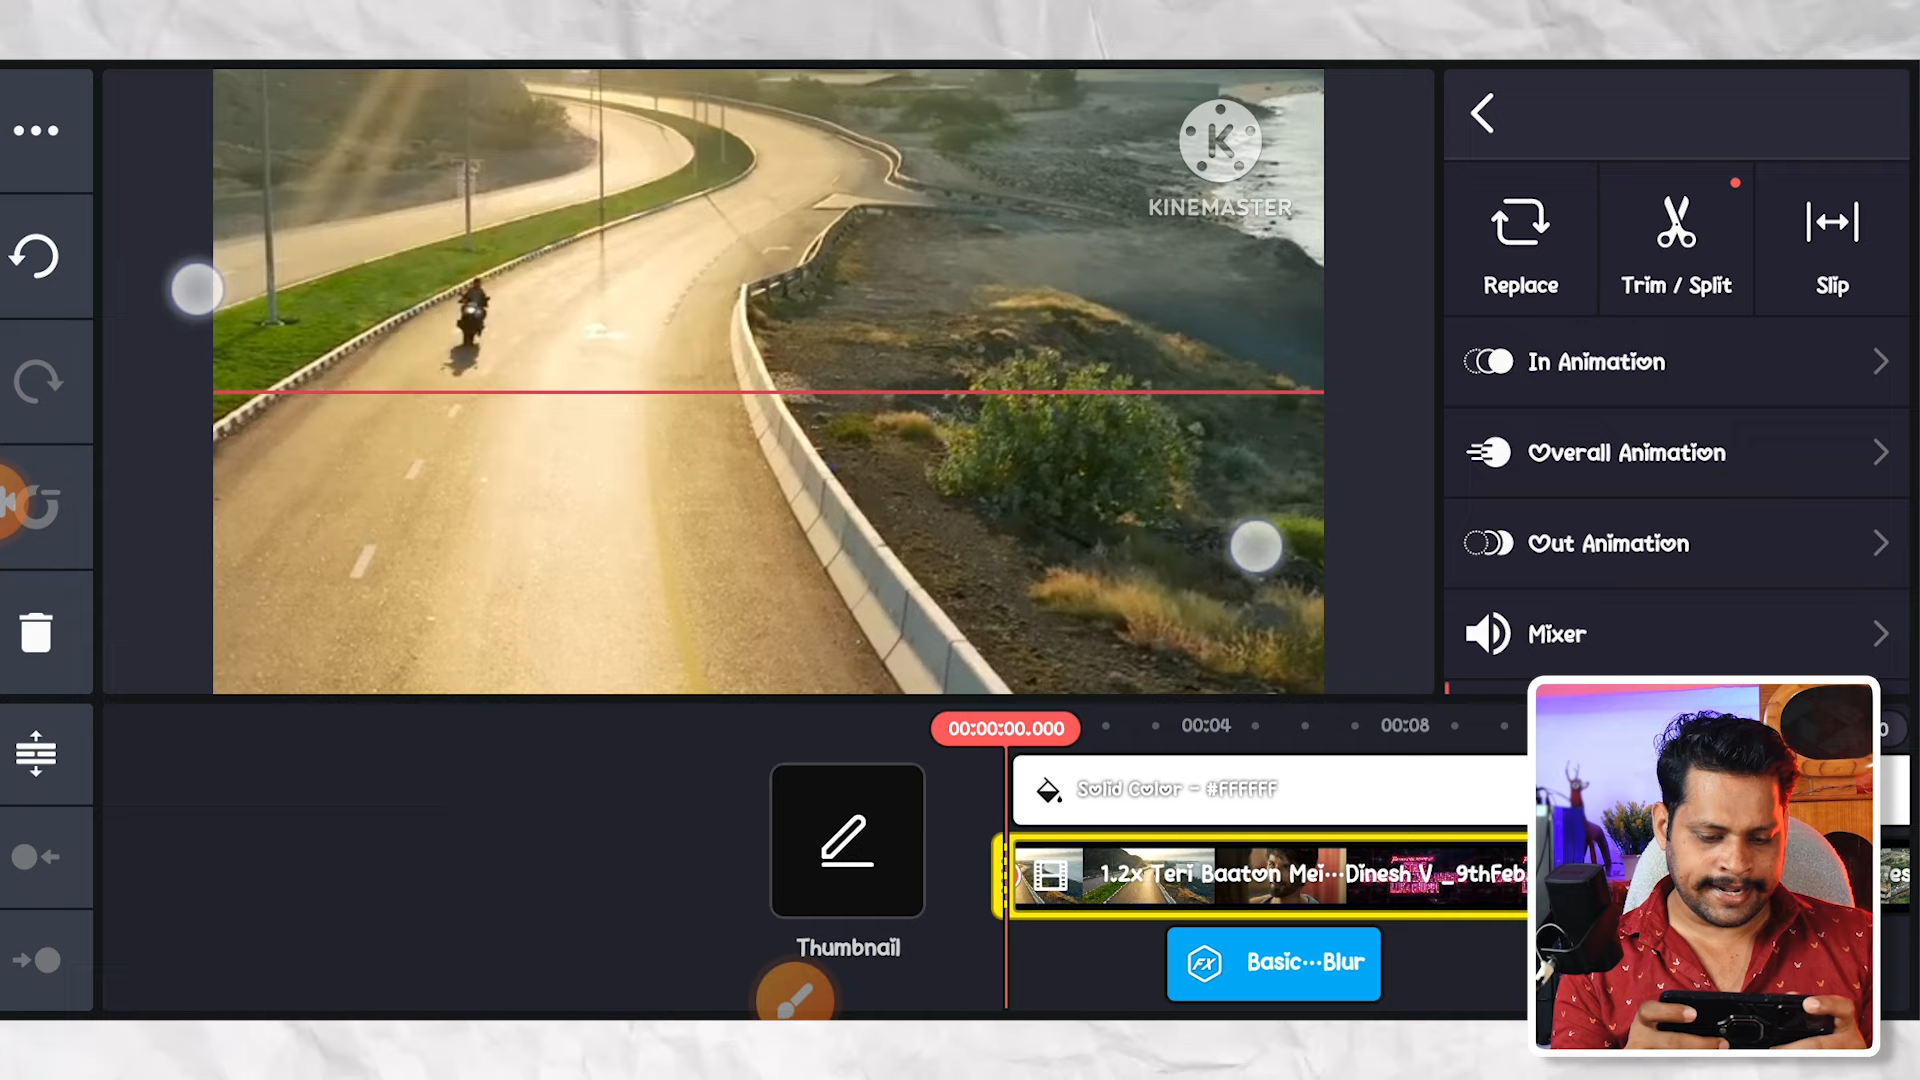 KINEMASTER
Replace
Trim / Split
Slip
In Animation
Overall Animation
Out Animation
Mixer
00:00:00.000
00:04
00:08
Solid Color - #FFFFFF
1.2x Teri Baaton Mei...Dinesh V _9thFeb.
Thumbnail
FX
Basic...Blur